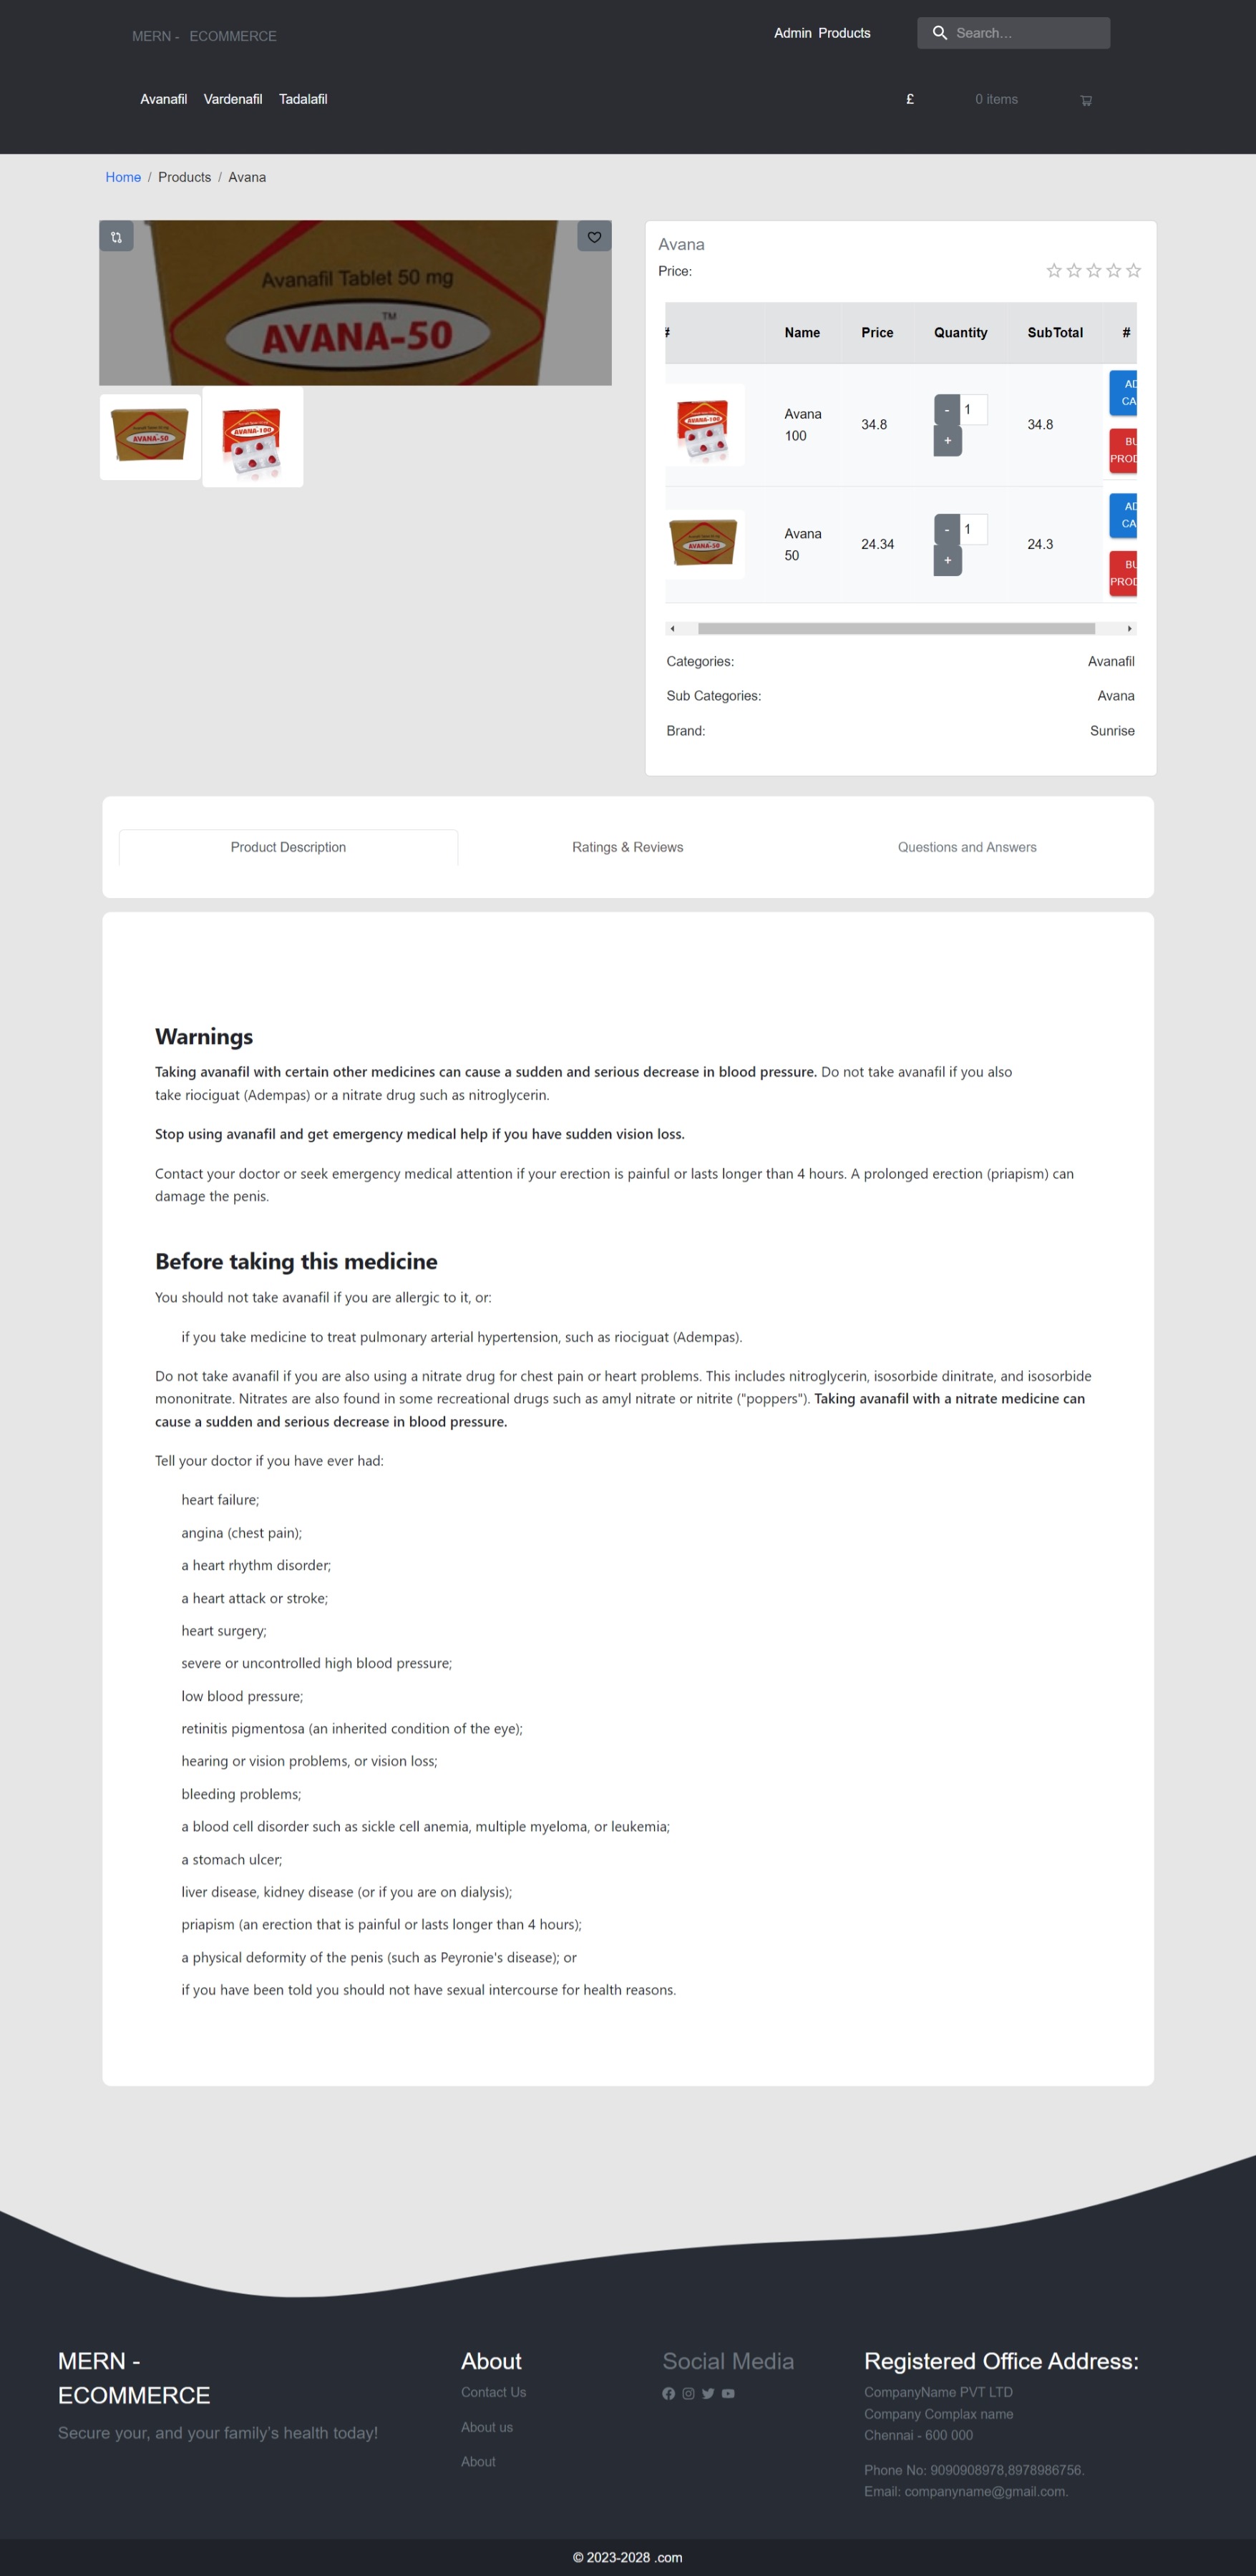 MERN - ECOMMERCE
Admin Products
Search…
Avanafil Vardenafil Tadalafil
£
0 items
Home / Products / Avana
Avanafil Tablet 50 mg
AVANA-50
TM
AVANA-50
AVANA-100
Avana
Price:
# Name Price Quantity SubTotal #
AVANA-100
Avana
100
34.8
- 1
+
34.8
AD
CA
BU
PROD
AVANA-50
Avana
50
24.34
- 1
+
24.3
AD
CA
BU
PROD
Categories: Avanafil
Sub Categories: Avana
Brand: Sunrise
Product Description Ratings & Reviews Questions and Answers
Warnings
Taking avanafil with certain other medicines can cause a sudden and serious decrease in blood pressure. Do not take avanafil if you also
take riociguat (Adempas) or a nitrate drug such as nitroglycerin.
Stop using avanafil and get emergency medical help if you have sudden vision loss.
Contact your doctor or seek emergency medical attention if your erection is painful or lasts longer than 4 hours. A prolonged erection (priapism) can
damage the penis.
Before taking this medicine
You should not take avanafil if you are allergic to it, or:
if you take medicine to treat pulmonary arterial hypertension, such as riociguat (Adempas).
Do not take avanafil if you are also using a nitrate drug for chest pain or heart problems. This includes nitroglycerin, isosorbide dinitrate, and isosorbide
mononitrate. Nitrates are also found in some recreational drugs such as amyl nitrate or nitrite ("poppers"). Taking avanafil with a nitrate medicine can
cause a sudden and serious decrease in blood pressure.
Tell your doctor if you have ever had:
heart failure;
angina (chest pain);
a heart rhythm disorder;
a heart attack or stroke;
heart surgery;
severe or uncontrolled high blood pressure;
low blood pressure;
retinitis pigmentosa (an inherited condition of the eye);
hearing or vision problems, or vision loss;
bleeding problems;
a blood cell disorder such as sickle cell anemia, multiple myeloma, or leukemia;
a stomach ulcer;
liver disease, kidney disease (or if you are on dialysis);
priapism (an erection that is painful or lasts longer than 4 hours);
a physical deformity of the penis (such as Peyronie's disease); or
if you have been told you should not have sexual intercourse for health reasons.
MERN -
ECOMMERCE
Secure your, and your family's health today!
About
Contact Us
About us
About
Social Media
Registered Office Address:
CompanyName PVT LTD
Company Complax name
Chennai - 600 000
Phone No: 9090908978,8978986756.
Email: companyname@gmail.com.
© 2023-2028 .com